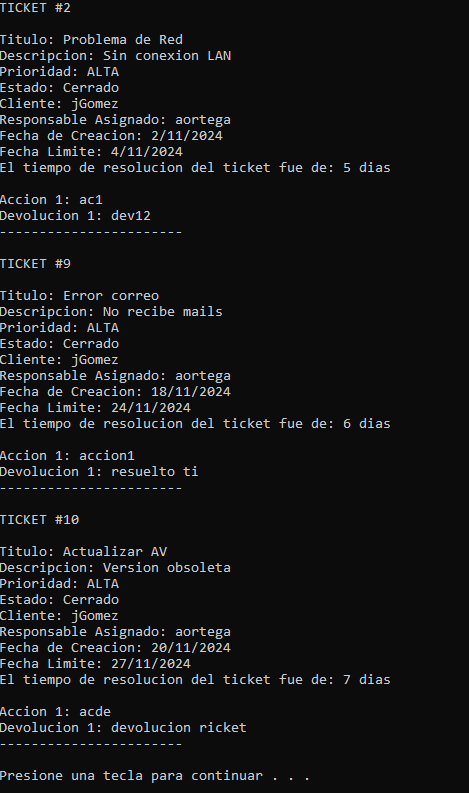 TICKET #2
Titulo: Problema de Red
Descripcion: Sin conexion LAN
Prioridad: ALTA
Estado: Cerrado
Cliente: jGomez
Responsable Asignado: aortega
Fecha de Creacion: 2/11/2024
Fecha Limite: 4/11/2024
El tiempo de resolucion del ticket fue de: 5 dias
Accion 1: ac1
Devolucion 1: dev12
-----------------------
TICKET #9
Titulo: Error correo
Descripcion: No recibe mails
Prioridad: ALTA
Estado: Cerrado
Cliente: jGomez
Responsable Asignado: aortega
Fecha de Creacion: 18/11/2024
Fecha Limite: 24/11/2024
El tiempo de resolucion del ticket fue de: 6 dias
Accion 1: accion1
Devolucion 1: resuelto ti
-----------------------
TICKET #10
Titulo: Actualizar AV
Descripcion: Version obsoleta
Prioridad: ALTA
Estado: Cerrado
Cliente: jGomez
Responsable Asignado: aortega
Fecha de Creacion: 20/11/2024
Fecha Limite: 27/11/2024
El tiempo de resolucion del ticket fue de: 7 dias
Accion 1: acde
Devolucion 1: devolucion ricket
-----------------------
Presione una tecla para continuar . . .